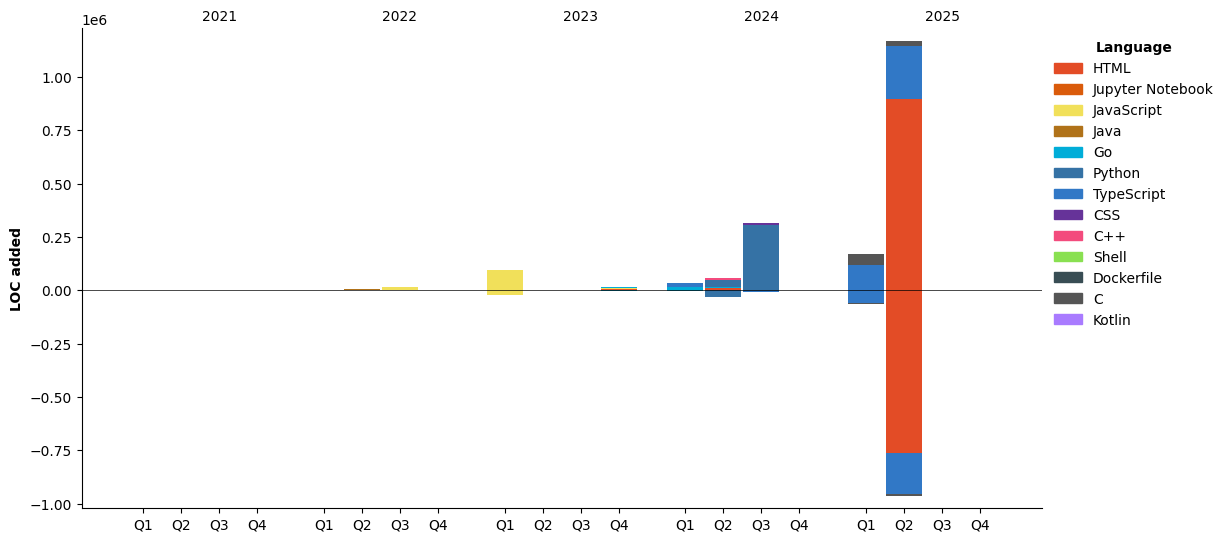 1e6
2021 2022 2023 2024 2025
LOC added
1.00
0.75
0.50
0.25
0.00
−0.25
−0.50
−0.75
−1.00
Q1 Q2 Q3 Q4 Q1 Q2 Q3 Q4 Q1 Q2 Q3 Q4 Q1 Q2 Q3 Q4 Q1 Q2 Q3 Q4
Language
HTML
Jupyter Notebook
JavaScript
Java
Go
Python
TypeScript
CSS
C++
Shell
Dockerfile
C
Kotlin